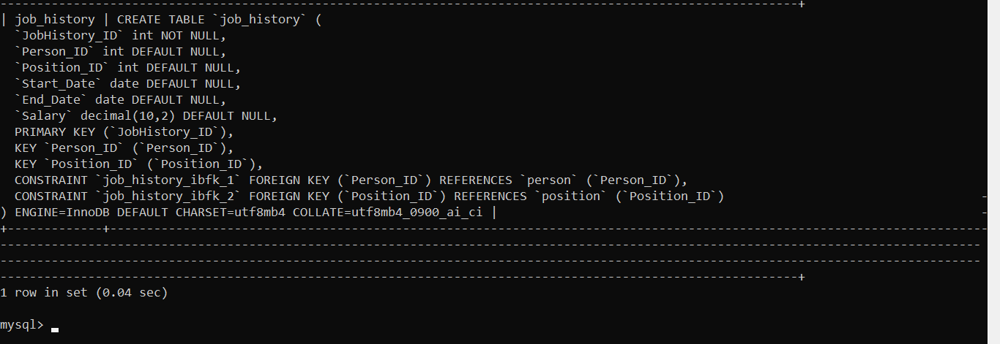 | job_history | CREATE TABLE `job_history` (
`JobHistory_ID` int NOT NULL,
`Person_ID` int DEFAULT NULL,
`Position_ID` int DEFAULT NULL,
`Start_Date` date DEFAULT NULL,
`End_Date` date DEFAULT NULL,
`Salary` decimal(10,2) DEFAULT NULL,
PRIMARY KEY (`JobHistory_ID`),
KEY `Person_ID` (`Person_ID`),
KEY `Position_ID` (`Position_ID`),
CONSTRAINT `job_history_ibfk_1` FOREIGN KEY (`Person_ID`) REFERENCES `person` (`Person_ID`),
CONSTRAINT `job_history_ibfk_2` FOREIGN KEY (`Position_ID`) REFERENCES `position` (`Position_ID`)
) ENGINE=InnoDB DEFAULT CHARSET=utf8mb4 COLLATE=utf8mb4_0900_ai_ci |
1 row in set (0.04 sec)
mysql>